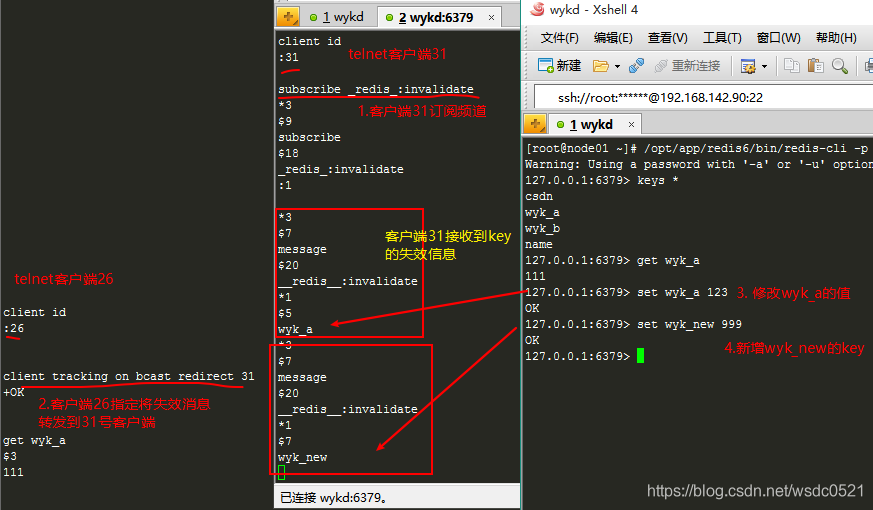 telnet客户端26
client id
:26
client tracking on bcast redirect 31
+OK
2.客户端26指定将失效消息
转发到31号客户端
get wyk_a
$3
111
1 wykd
2 wykd:6379 ×
client id
:31
telnet客户端31
subscribe _redis_:invalidate
1.客户端31订阅频道
*3
$9
subscribe
$18
_redis_:invalidate
:1
*3
$7
message
$20
__redis__:invalidate
*1
$5
wyk_a
客户端31接收到key
的失效信息
*3
$7
message
$20
__redis__:invalidate
*1
$7
wyk_new
已连接 wykd:6379。
wykd - Xshell 4
文件(F) 编辑(E) 查看(V) 工具(T) 窗口(W) 帮助(H)
新建 重新连接
ssh://root:******@192.168.142.90:22
1 wykd ×
[root@node01 ~]# /opt/app/redis6/bin/redis-cli -p
Warning: Using a password with '-a' or '-u' option
127.0.0.1:6379> keys *
csdn
wyk_a
wyk_b
name
127.0.0.1:6379> get wyk_a
111
127.0.0.1:6379> set wyk_a 123 3. 修改wyk_a的值
OK
127.0.0.1:6379> set wyk_new 999
OK
127.0.0.1:6379>
4.新增wyk_new的key
https://blog.csdn.net/wsdc0521